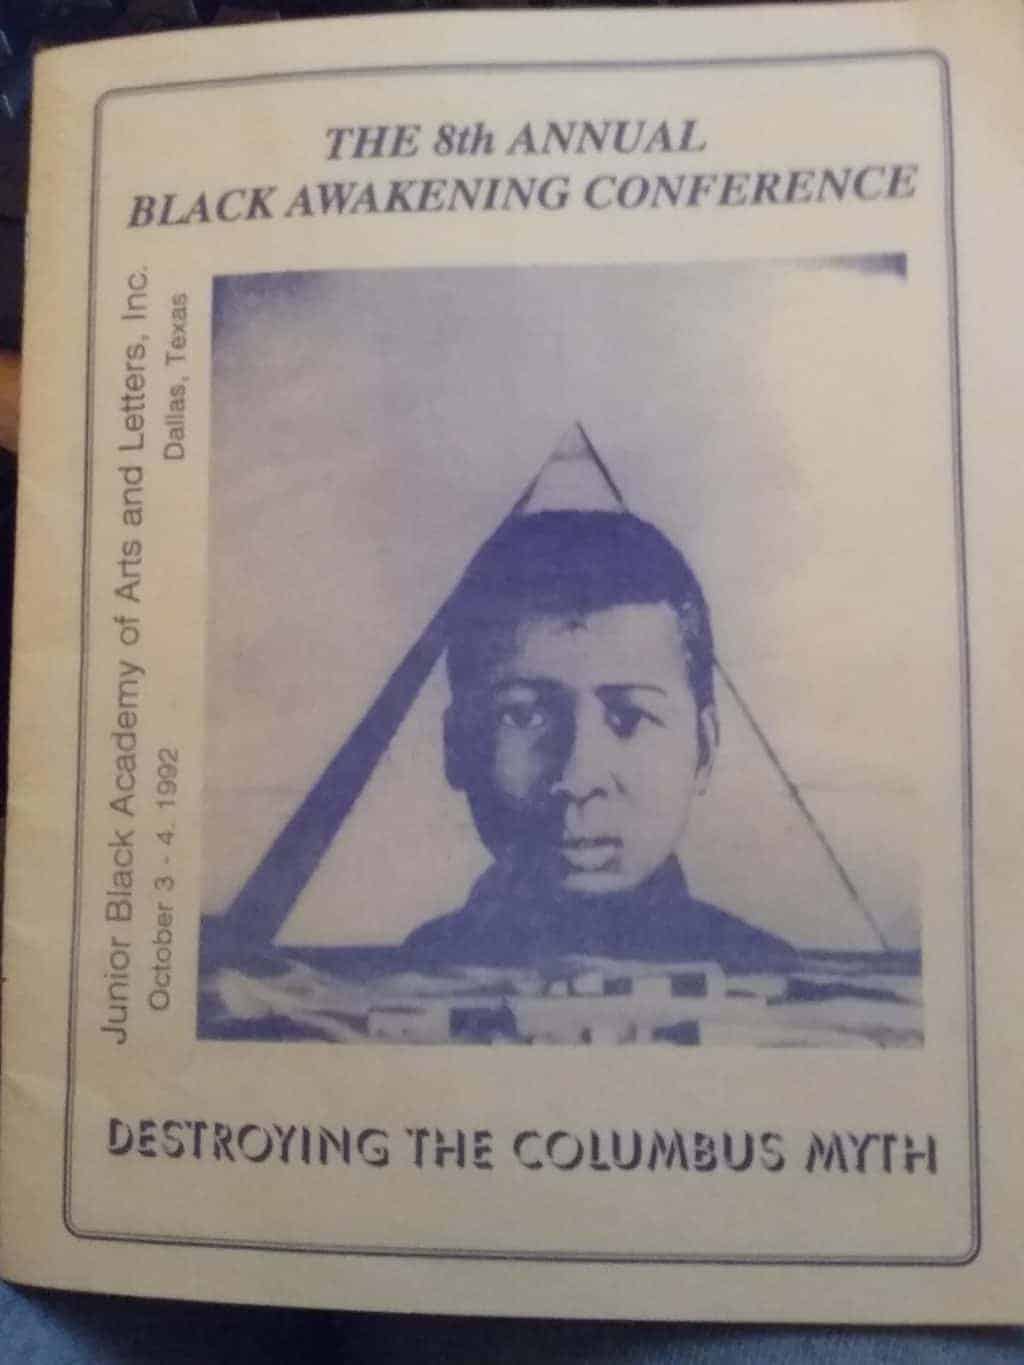 THE 8th ANNUAL
BLACK AWAKENING CONFERENCE
Junior Black Academy of Arts and Letters, Inc.
October 3 - 4. 1992
Dallas, Texas
DESTROYING THE COLUMBUS MYTH